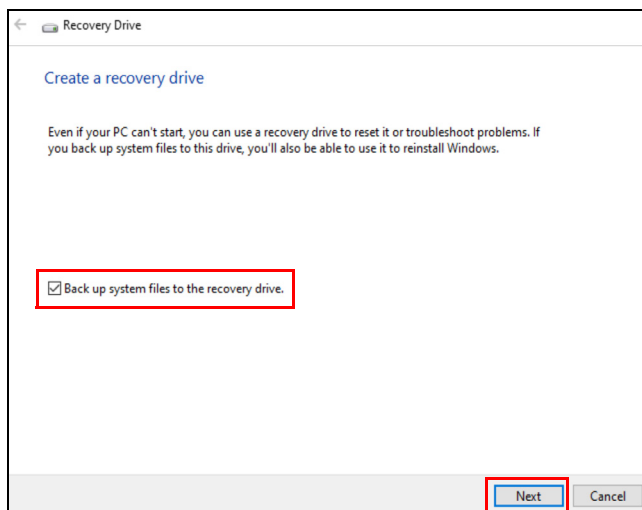 Recovery Drive
Create a recovery drive
Even if your PC can't start, you can use a recovery drive to reset it or troubleshoot problems. If
you back up system files to this drive, you'll also be able to use it to reinstall Windows.
Back up system files to the recovery drive.
Next Cancel